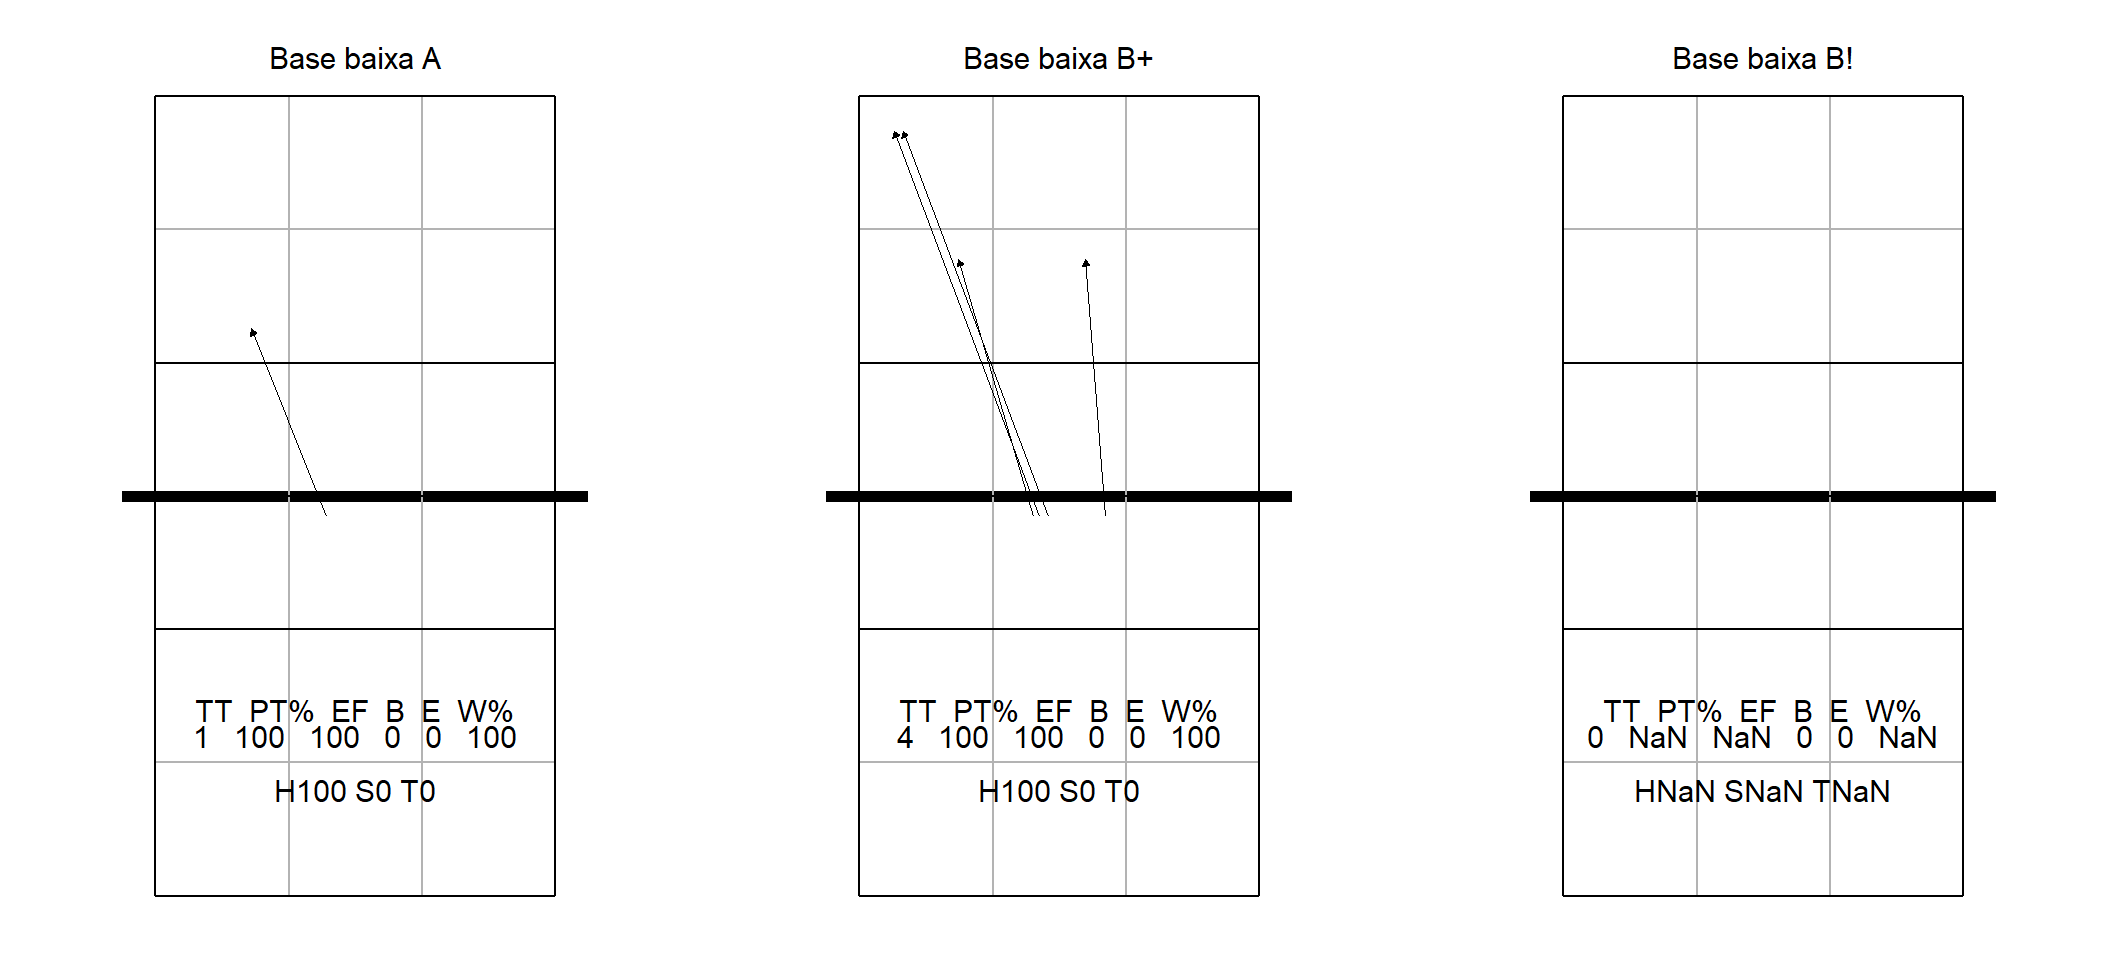 Base baixa A
TT PT% EF B E W%
1 100 100 0 0 100
H100 S0 T0
Base baixa B+
TT PT% EF B E W%
4 100 100 0 0 100
H100 S0 T0
Base baixa B!
TT PT% EF B E W%
0 NaN NaN 0 0 NaN
HNaN SNaN TNaN